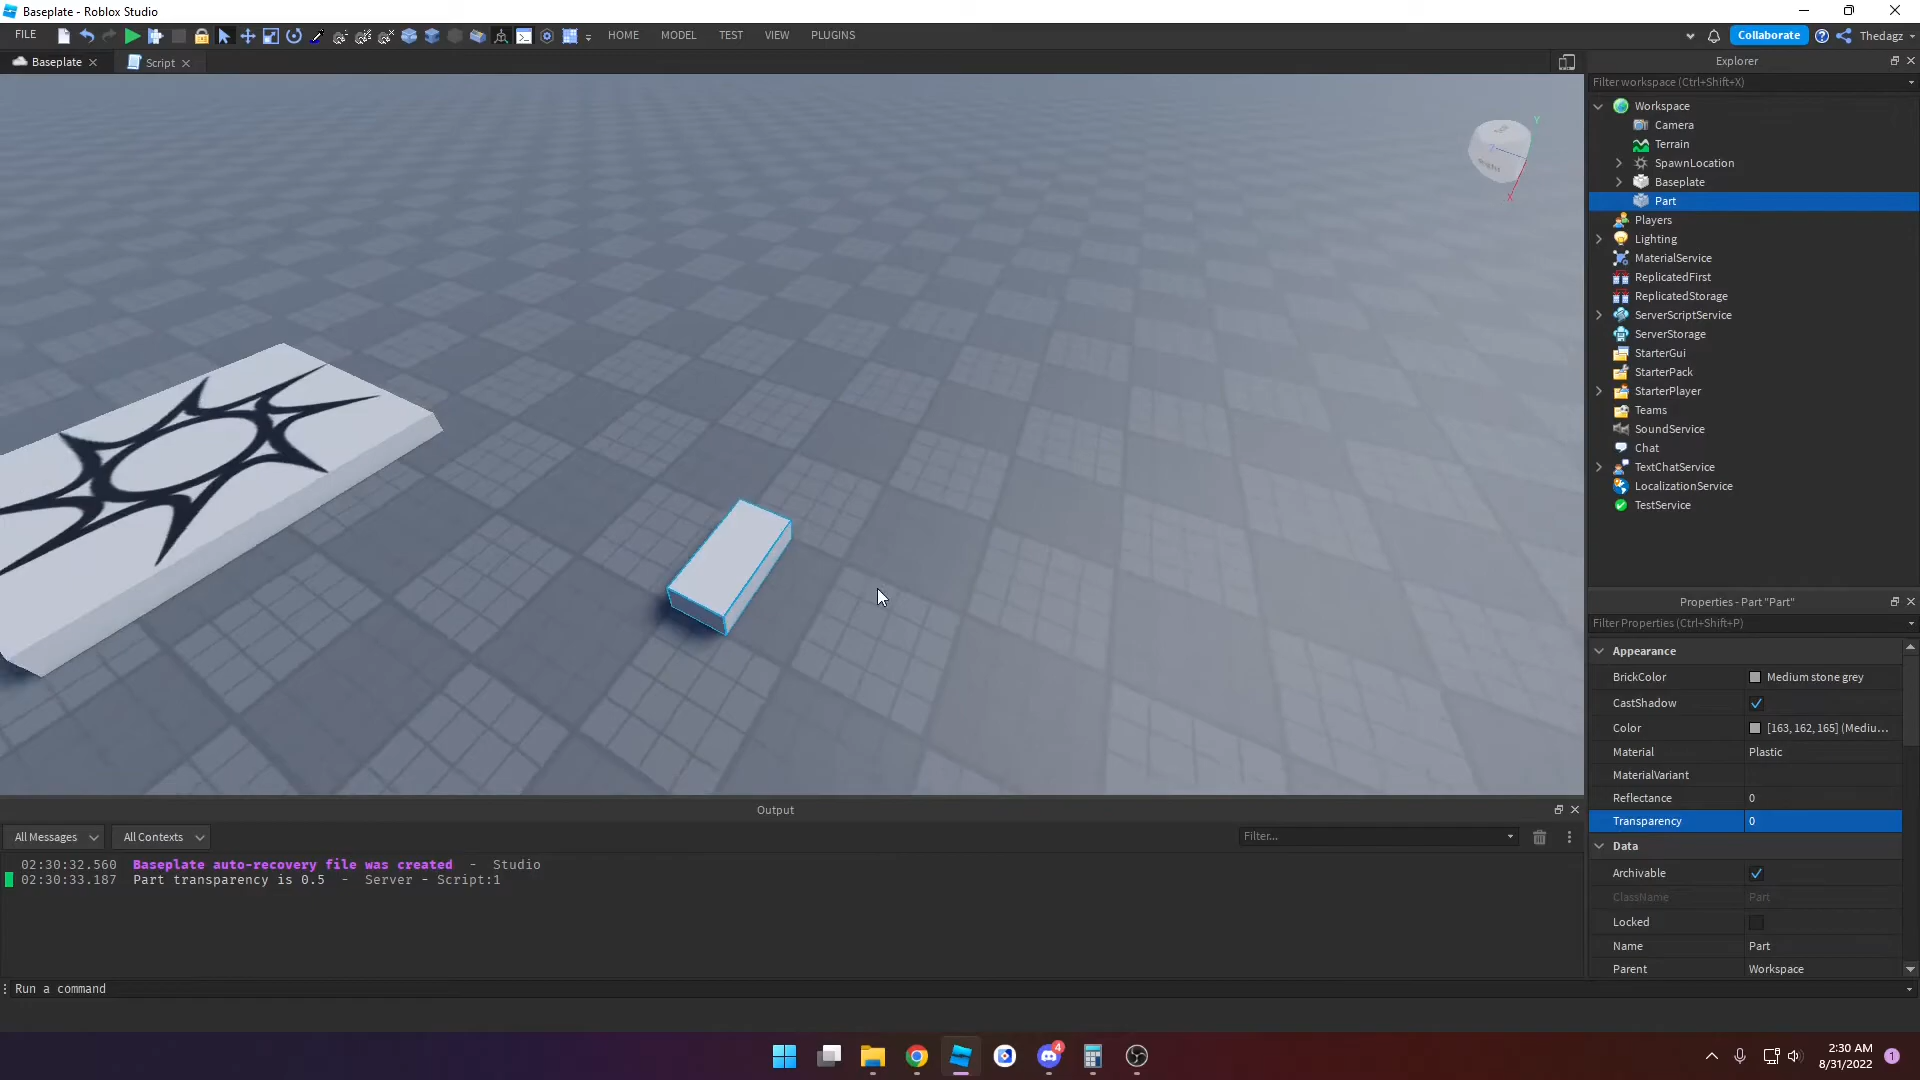 Baseplate - Roblox Studio
FILE HOME MODEL TEST VIEW PLUGINS Collaborate Thedagz
Baseplate Script
Explorer
Filter workspace (Ctrl+Shift+X)
Workspace
Camera
Terrain
SpawnLocation
Baseplate
Part
Players
Lighting
MaterialService
ReplicatedFirst
ReplicatedStorage
ServerScriptService
ServerStorage
StarterGui
StarterPack
StarterPlayer
Teams
SoundService
Chat
TextChatService
LocalizationService
TestService
Y
Z
X
Properties - Part "Part"
Filter Properties (Ctrl+Shift+P)
Appearance
BrickColor Medium stone grey
CastShadow
Color [163, 162, 165] (Mediu...
Material Plastic
MaterialVariant
Reflectance 0
Transparency 0
Data
Archivable
ClassName Part
Locked
Name Part
Parent Workspace
Output
All Messages All Contexts Filter...
02:30:32.560 Baseplate auto-recovery file was created - Studio
02:30:33.187 Part transparency is 0.5 - Server - Script:1
Run a command
4
2:30 AM
8/31/2022
1